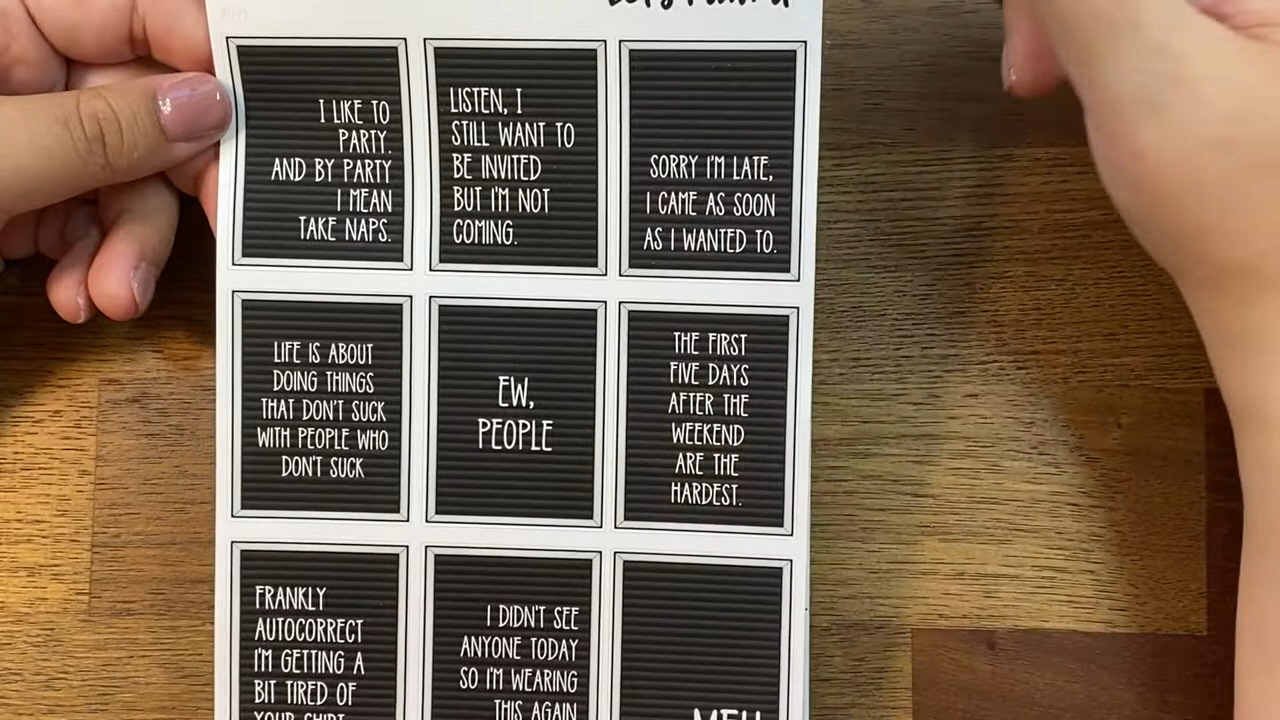 I LIKE TO
PARTY.
AND BY PARTY
I MEAN
TAKE NAPS.
LISTEN, I
STILL WANT TO
BE INVITED
BUT I'M NOT
COMING.
SORRY I'M LATE,
I CAME AS SOON
AS I WANTED TO.
LIFE IS ABOUT
DOING THINGS
THAT DON'T SUCK
WITH PEOPLE WHO
DON'T SUCK
EW,
PEOPLE
THE FIRST
FIVE DAYS
AFTER THE
WEEKEND
ARE THE
HARDEST.
FRANKLY
AUTOCORRECT
I'M GETTING A
BIT TIRED OF
YOUR SHIRT
I DIDN'T SEE
ANYONE TODAY
SO I'M WEARING
THIS AGAIN
MEH